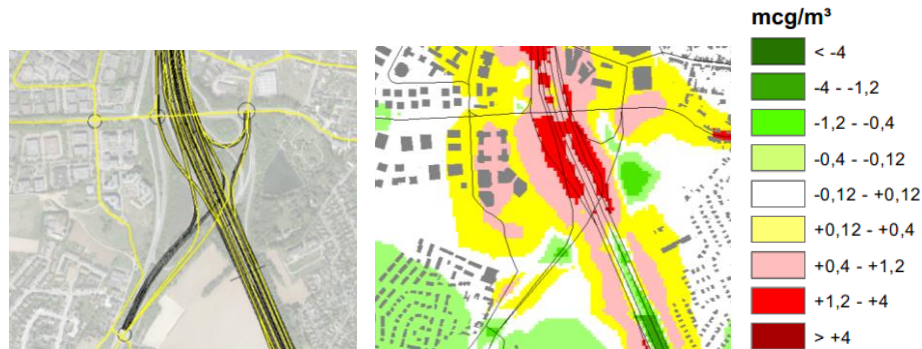 mcg/m³
< -4
-4 - -1,2
-1,2 - -0,4
-0,4 - -0,12
-0,12 - +0,12
+0,12 - +0,4
+0,4 - +1,2
+1,2 - +4
> +4